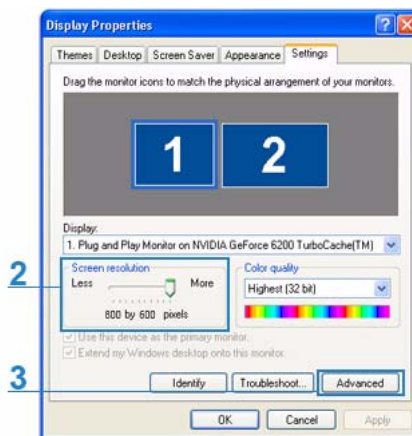 Display Properties
Themes Desktop Screen Saver Appearance Settings
Drag the monitor icons to match the physical arrangement of your monitors.
1 2
Display:
1. Plug and Play Monitor on NVIDIA GeForce 6200 TurboCache(TM)
2
Screen resolution
Less More
800 by 600 pixels
Color quality
Highest (32 bit)
Use this device as the primary monitor.
Extend my Windows desktop onto this monitor.
3
Identify Troubleshoot... Advanced
OK Cancel Apply